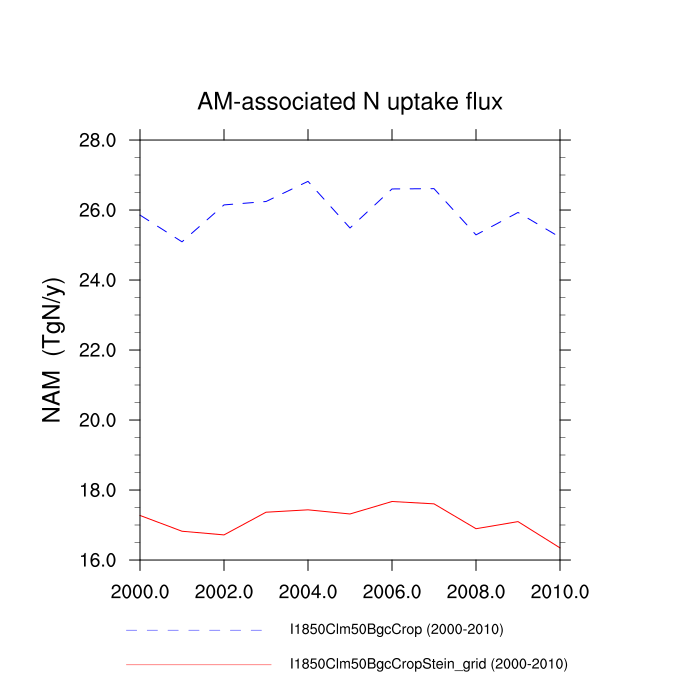 AM-associated N uptake flux
NAM (TgN/y)
28.0
26.0
24.0
22.0
20.0
18.0
16.0
2000.0 2002.0 2004.0 2006.0 2008.0 2010.0
I1850Clm50BgcCrop (2000-2010)
I1850Clm50BgcCropStein_grid (2000-2010)